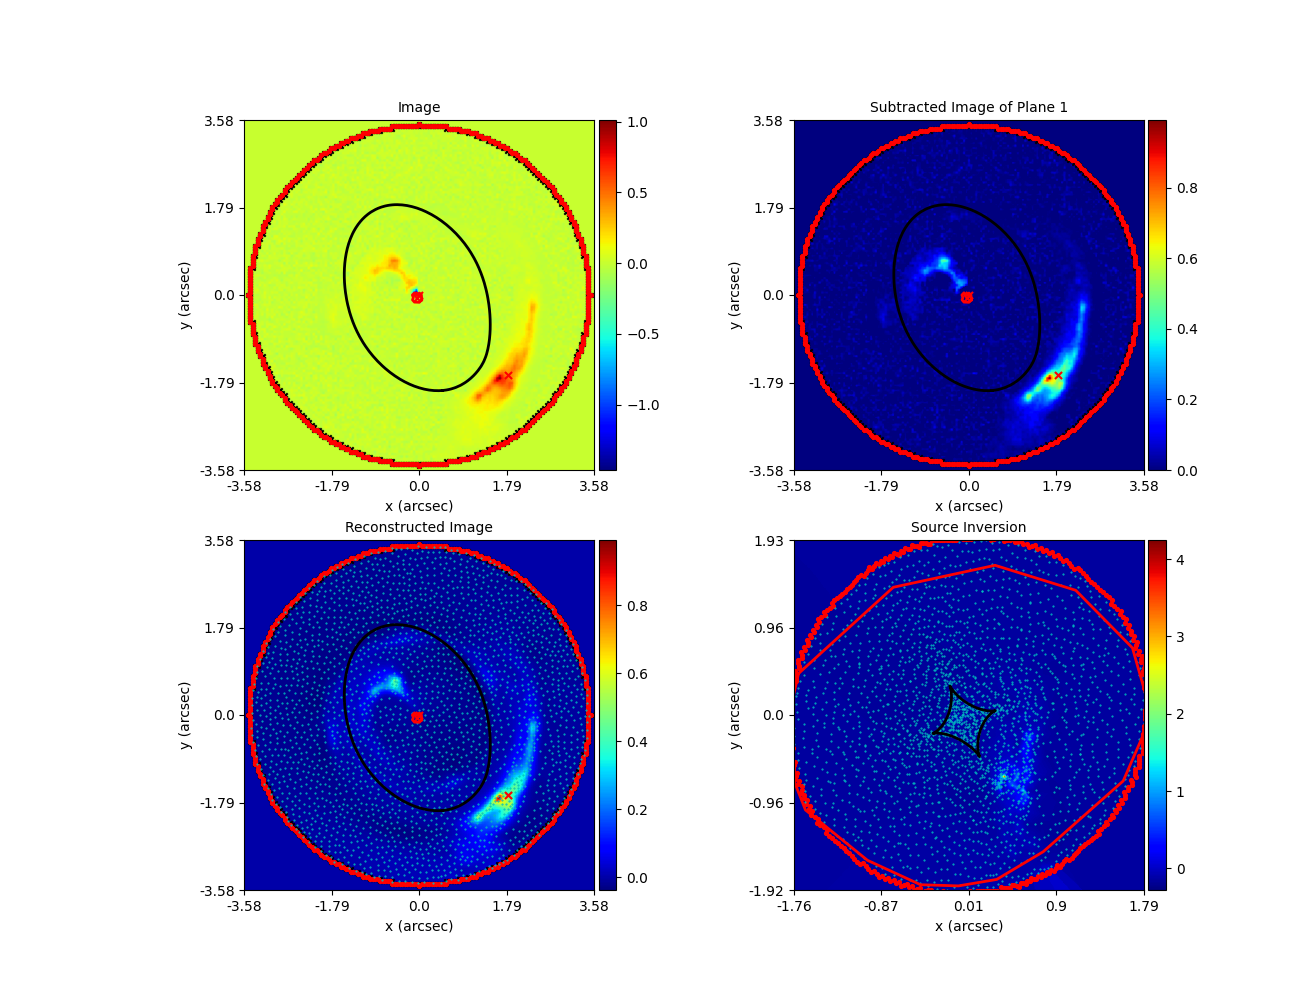 Image
3.58
1.79
0.0
-1.79
-3.58
y (arcsec)
-3.58 -1.79 0.0 1.79 3.58
x (arcsec)
1.0
0.5
0.0
−0.5
−1.0
Subtracted Image of Plane 1
3.58
1.79
0.0
-1.79
-3.58
y (arcsec)
-3.58 -1.79 0.0 1.79 3.58
x (arcsec)
0.8
0.6
0.4
0.2
0.0
Reconstructed Image
3.58
1.79
0.0
-1.79
-3.58
y (arcsec)
-3.58 -1.79 0.0 1.79 3.58
x (arcsec)
0.8
0.6
0.4
0.2
0.0
Source Inversion
1.93
0.96
0.0
-0.96
-1.92
y (arcsec)
-1.76 -0.87 0.01 0.9 1.79
x (arcsec)
4
3
2
1
0